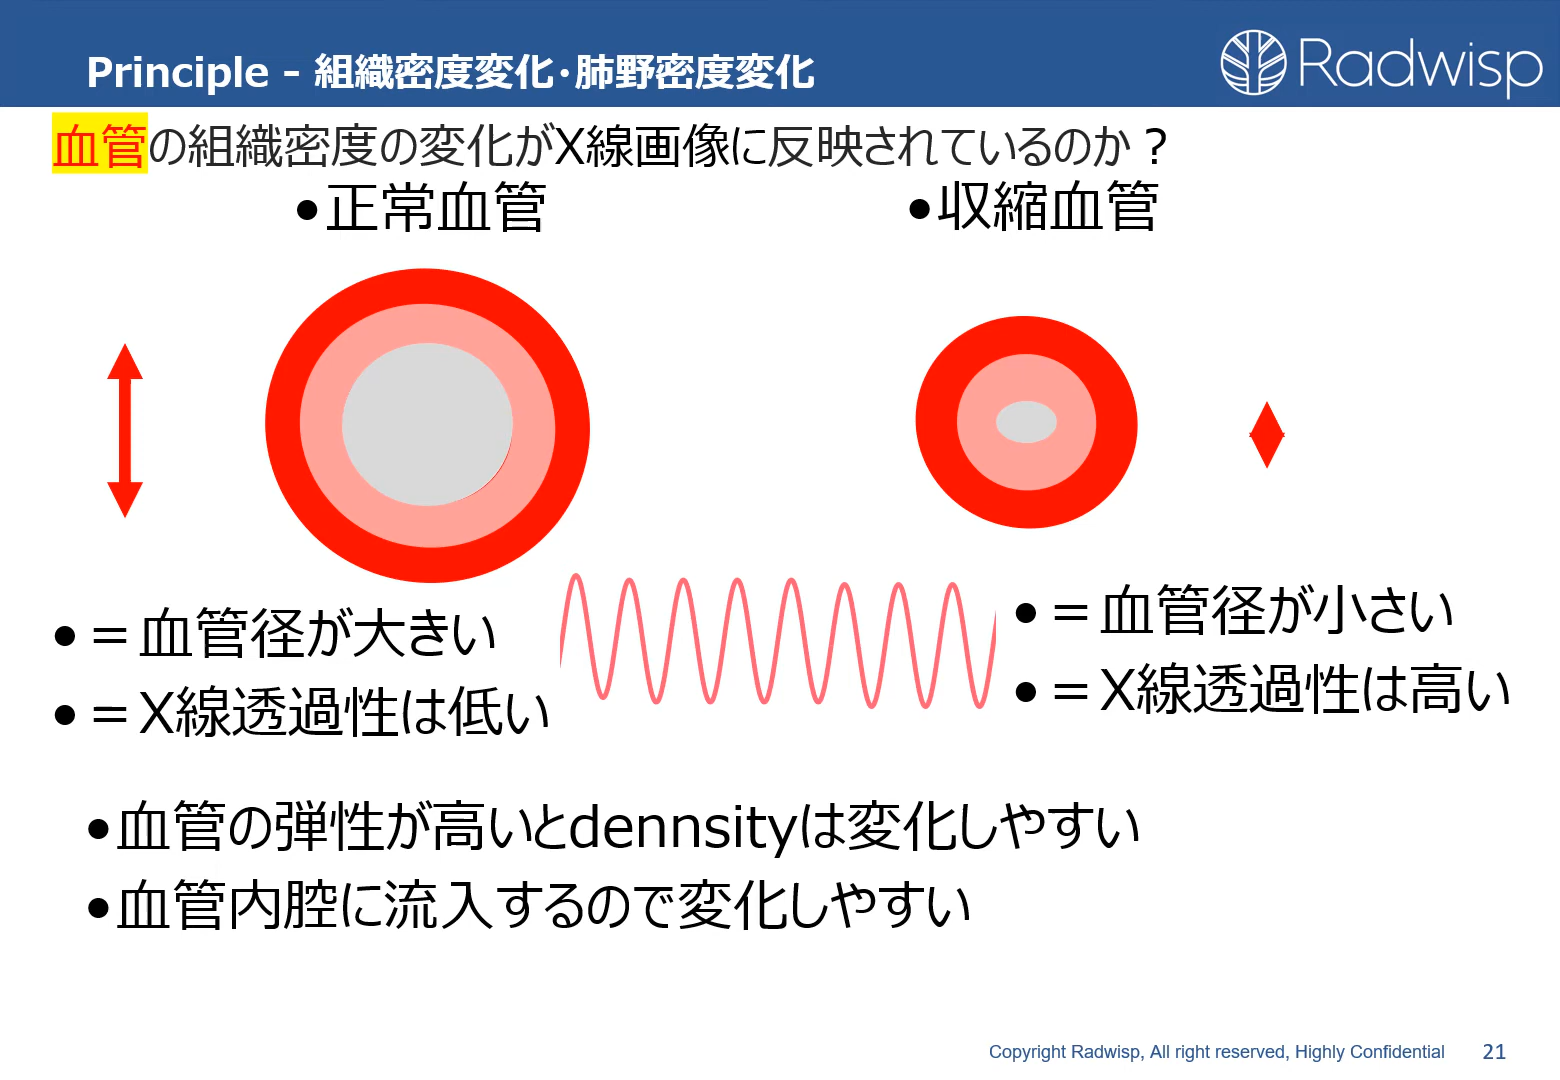 Principle - 組織密度変化･肺野密度変化
Radwisp
血管の組織密度の変化がX線画像に反映されているのか？
•正常血管
•収縮血管
•＝血管径が大きい
•＝X線透過性は低い
•＝血管径が小さい
•＝X線透過性は高い
•血管の弾性が高いとdennsityは変化しやすい
•血管内腔に流入するので変化しやすい
Copyright Radwisp, All right reserved, Highly Confidential 21